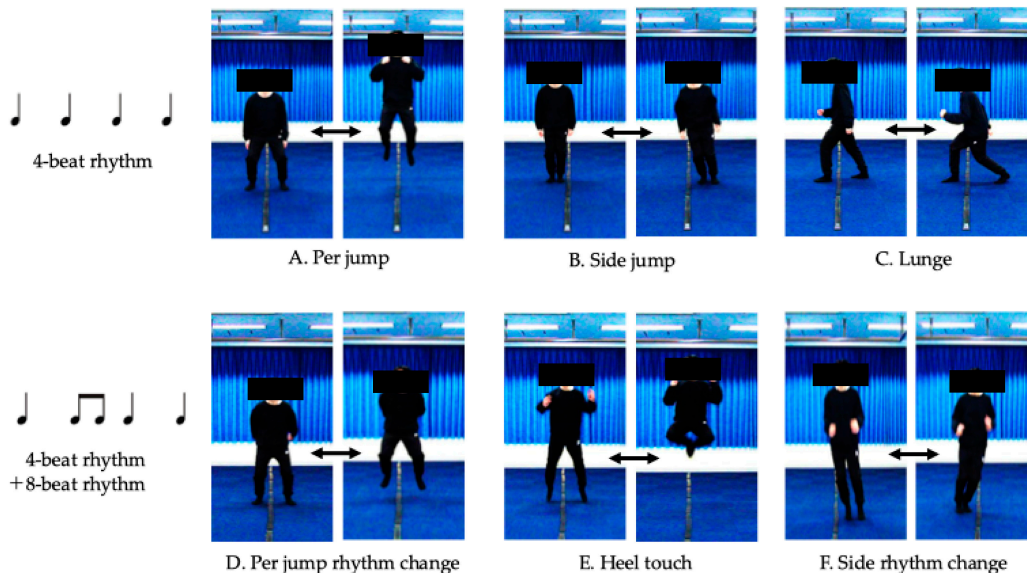 4-beat rhythm
A. Per jump
B. Side jump
C. Lunge
4-beat rhythm
+8-beat rhythm
D. Per jump rhythm change
E. Heel touch
F. Side rhythm change